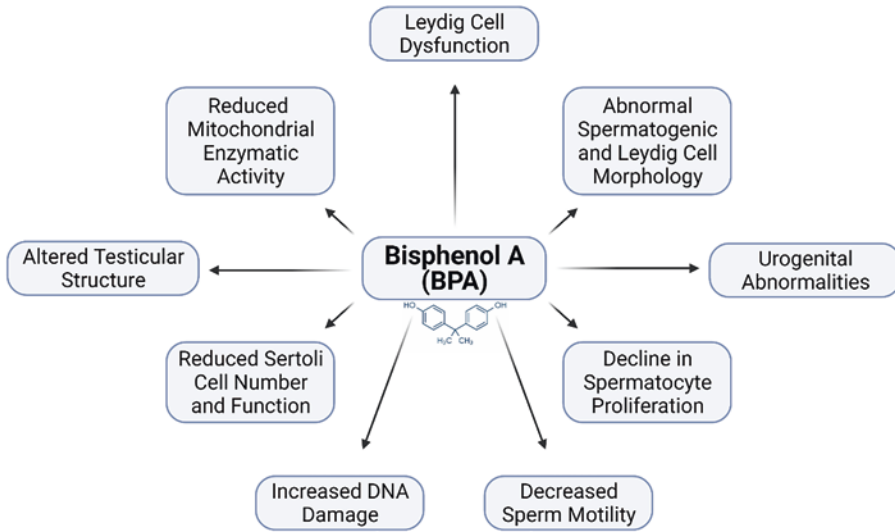 Leydig Cell
Dysfunction
Reduced
Mitochondrial
Enzymatic
Activity
Abnormal
Spermatogenic
and Leydig Cell
Morphology
Altered Testicular
Structure
Bisphenol A
(BPA)
Urogenital
Abnormalities
HO
OH
H₃C
CH₃
Reduced Sertoli
Cell Number
and Function
Decline in
Spermatocyte
Proliferation
Increased DNA
Damage
Decreased
Sperm Motility